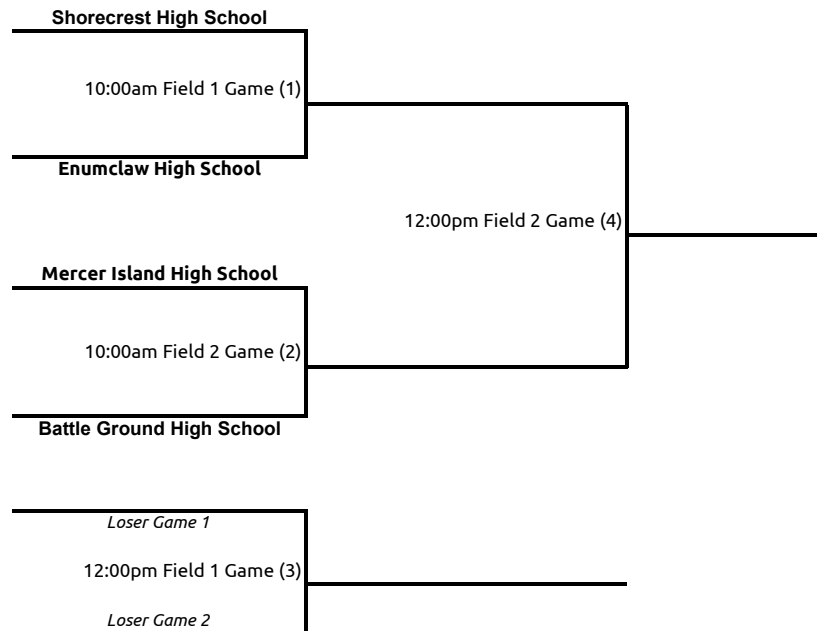 Shorecrest High School
10:00am Field 1 Game (1)
Enumclaw High School
12:00pm Field 2 Game (4)
Mercer Island High School
10:00am Field 2 Game (2)
Battle Ground High School
Loser Game 1
12:00pm Field 1 Game (3)
Loser Game 2